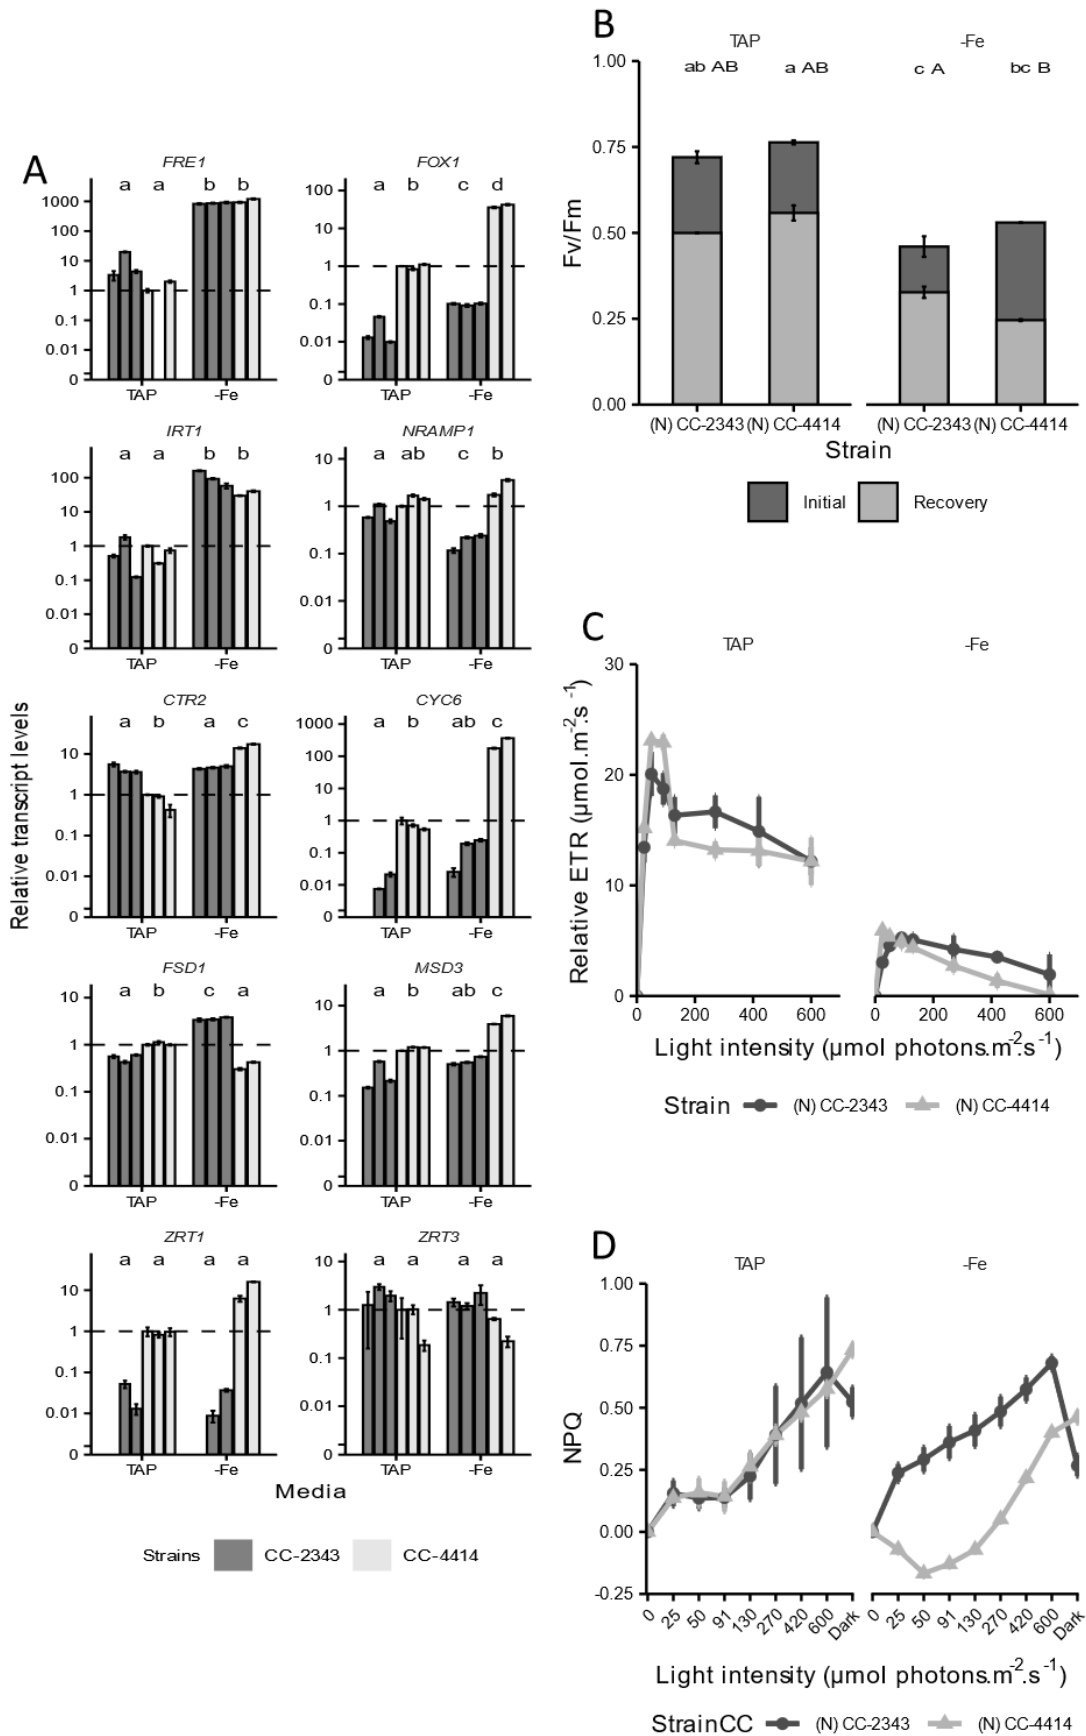 A
FRE1
a a b b
1000
100
10
1
0.1
0.01
0
TAP -Fe
FOX1
a b c d
100
10
1
0.1
0.01
0
TAP -Fe
IRT1
a a b b
100
10
1
0.1
0.01
0
TAP -Fe
NRAMP1
a ab c b
10
1
0.1
0.01
0
TAP -Fe
CTR2
a b a c
10
1
0.1
0.01
0
TAP -Fe
CYC6
a b ab c
1000
100
10
1
0.1
0.01
0
TAP -Fe
FSD1
a b c a
10
1
0.1
0.01
0
TAP -Fe
MSD3
a b ab c
10
1
0.1
0.01
0
TAP -Fe
ZRT1
a a a a
10
1
0.1
0.01
0
TAP -Fe
ZRT3
a a a a
10
1
0.1
0.01
0
TAP -Fe
Relative transcript levels
Media
Strains CC-2343 CC-4414
B
TAP -Fe
ab AB a AB c A bc B
1.00
0.75
0.50
0.25
0.00
Fv/Fm
(N) CC-2343 (N) CC-4414 (N) CC-2343 (N) CC-4414
Strain
Initial Recovery
C
TAP -Fe
30
20
10
0
Relative ETR (µmol.m-2.s-1)
0 200 400 600 0 200 400 600
Light intensity (µmol photons.m-2.s-1)
Strain (N) CC-2343 (N) CC-4414
D
TAP -Fe
1.00
0.75
0.50
0.25
0.00
-0.25
NPQ
0 25 50 91 130 270 420 600 Dark 0 25 50 91 130 270 420 600 Dark
Light intensity (µmol photons.m-2.s-1)
StrainCC (N) CC-2343 (N) CC-4414